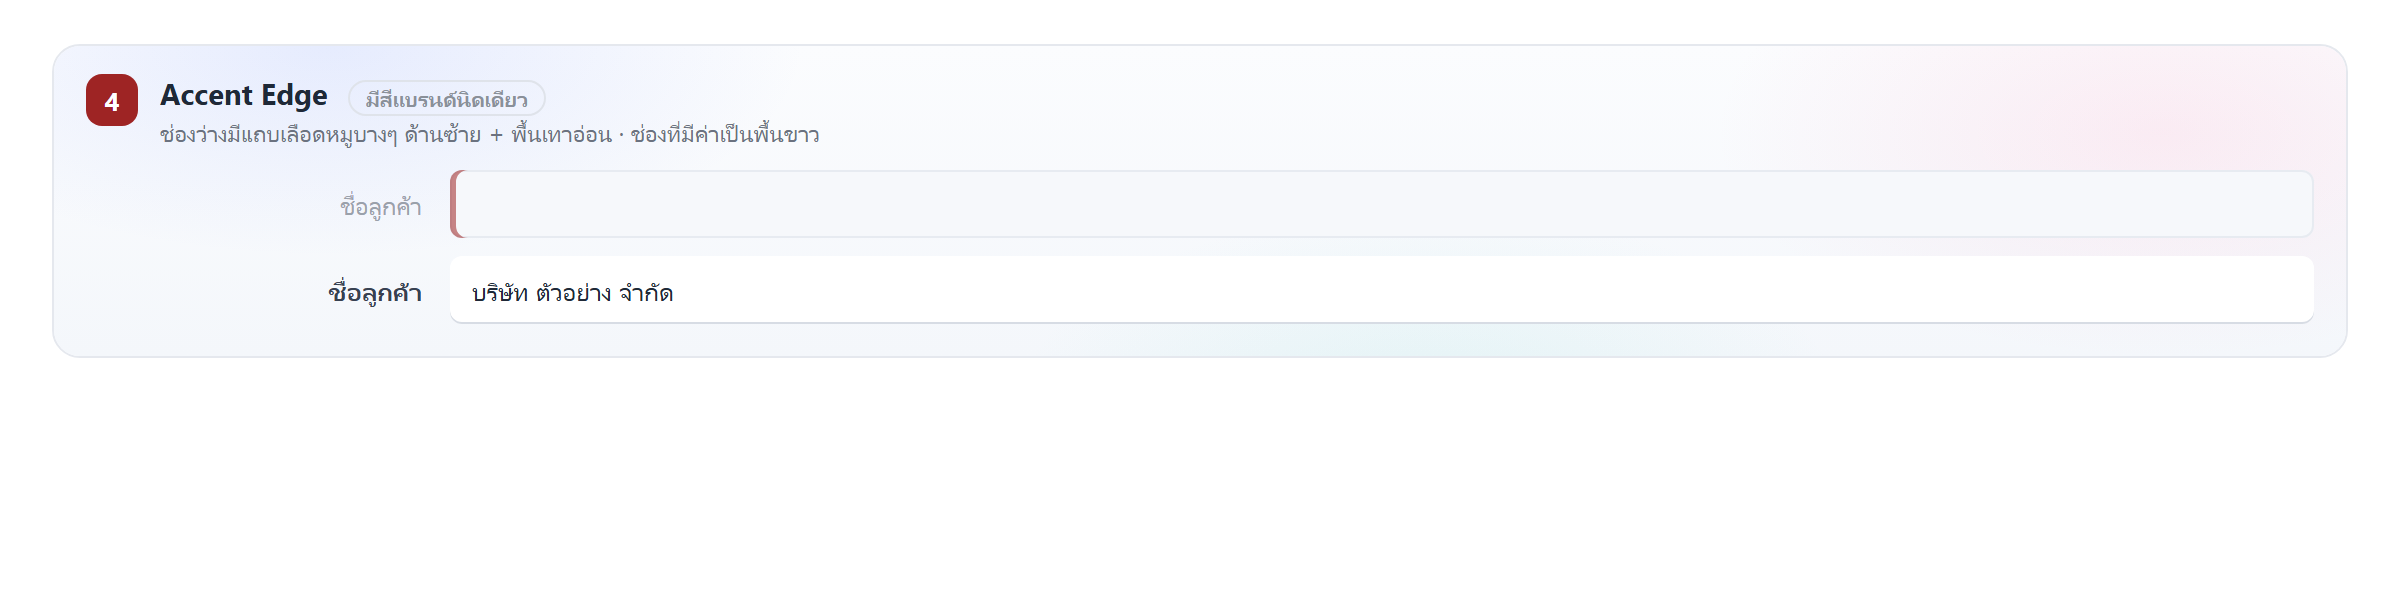 4
Accent Edge มีสีแบรนด์นิดเดียว
ช่องว่างมีแถบเลือดหมูบางๆ ด้านซ้าย + พื้นเทาอ่อน · ช่องที่มีค่าเป็นพื้นขาว
ชื่อลูกค้า
ชื่อลูกค้า บริษัท ตัวอย่าง จำกัด